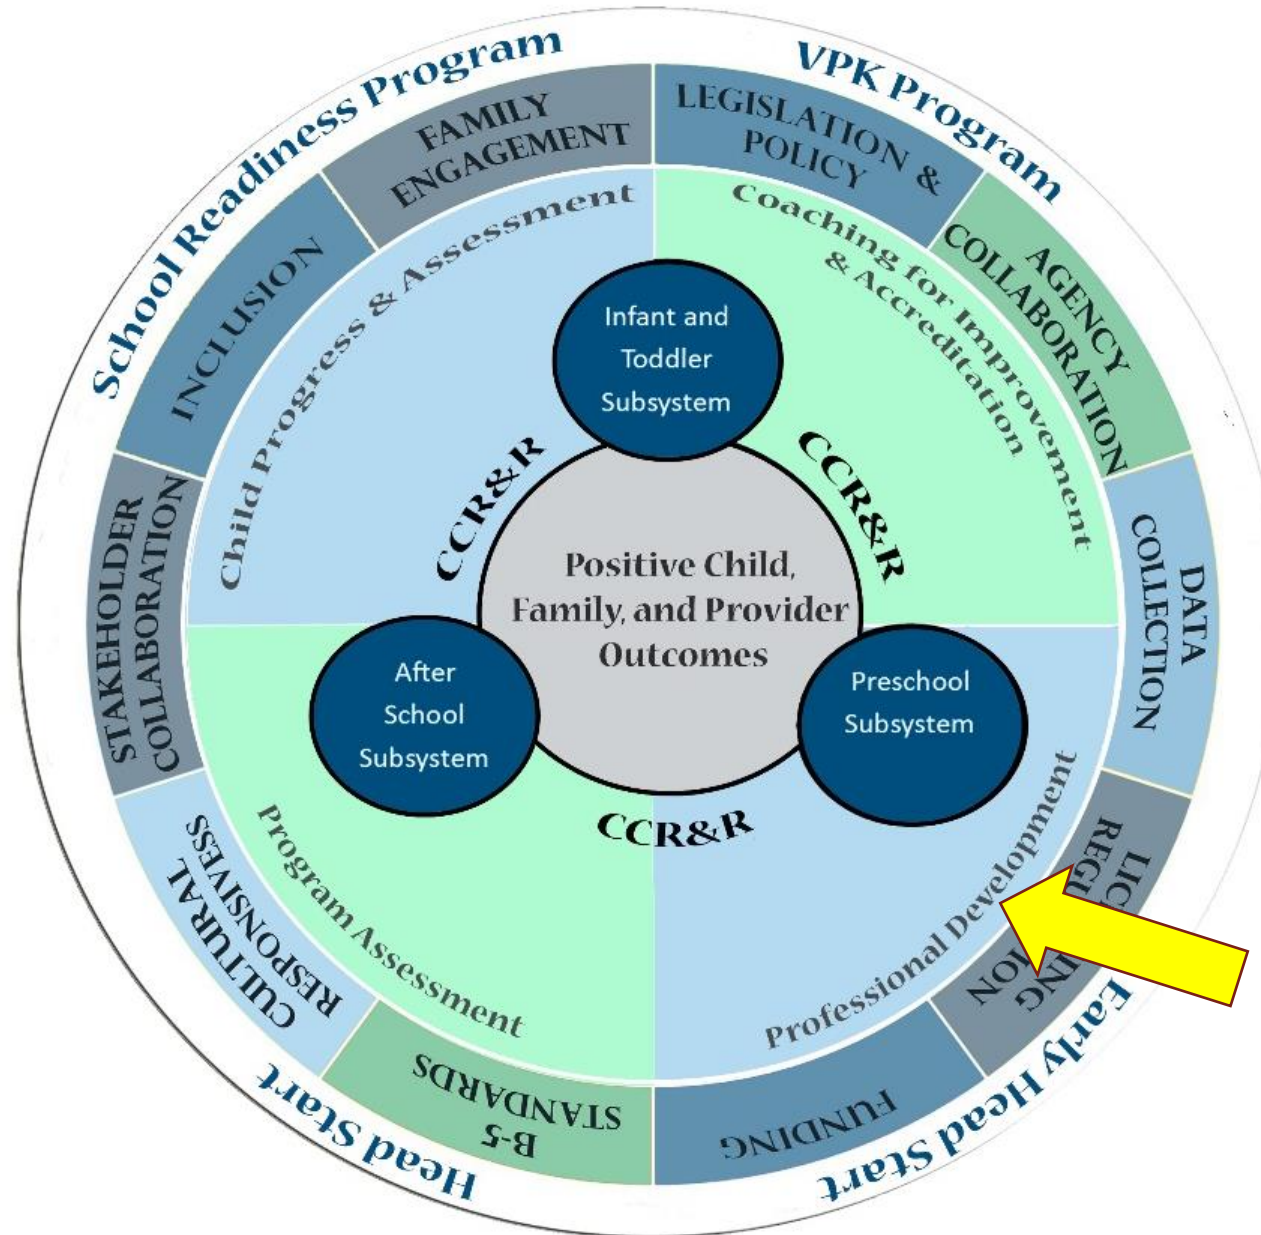 School Readiness Program
VPK Program
Early Head Start
Head Start
FAMILY
ENGAGEMENT
LEGISLATION &
POLICY
AGENCY
COLLABORATION
DATA
COLLECTION
FUNDING
B-5
STANDARDS
CULTURAL
RESPONSIVES
STAKEHOLDER
COLLABORATION
INCLUSION
Child Progress & Assessment
Coaching for Improvement
& Accreditation
Professional Development
Program Assessment
CCR&R
CCR&R
CCR&R
Infant and
Toddler
Subsystem
Positive Child,
Family, and Provider
Outcomes
After
School
Subsystem
Preschool
Subsystem